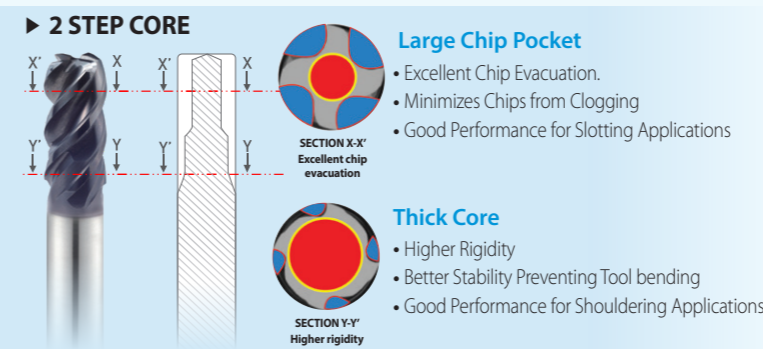 ▶ 2 STEP CORE
X' X X' X
Y' Y Y' Y
SECTION X-X'
Excellent chip
evacuation
Large Chip Pocket
• Excellent Chip Evacuation.
• Minimizes Chips from Clogging
• Good Performance for Slotting Applications
SECTION Y-Y'
Higher rigidity
Thick Core
• Higher Rigidity
• Better Stability Preventing Tool bending
• Good Performance for Shouldering Applications